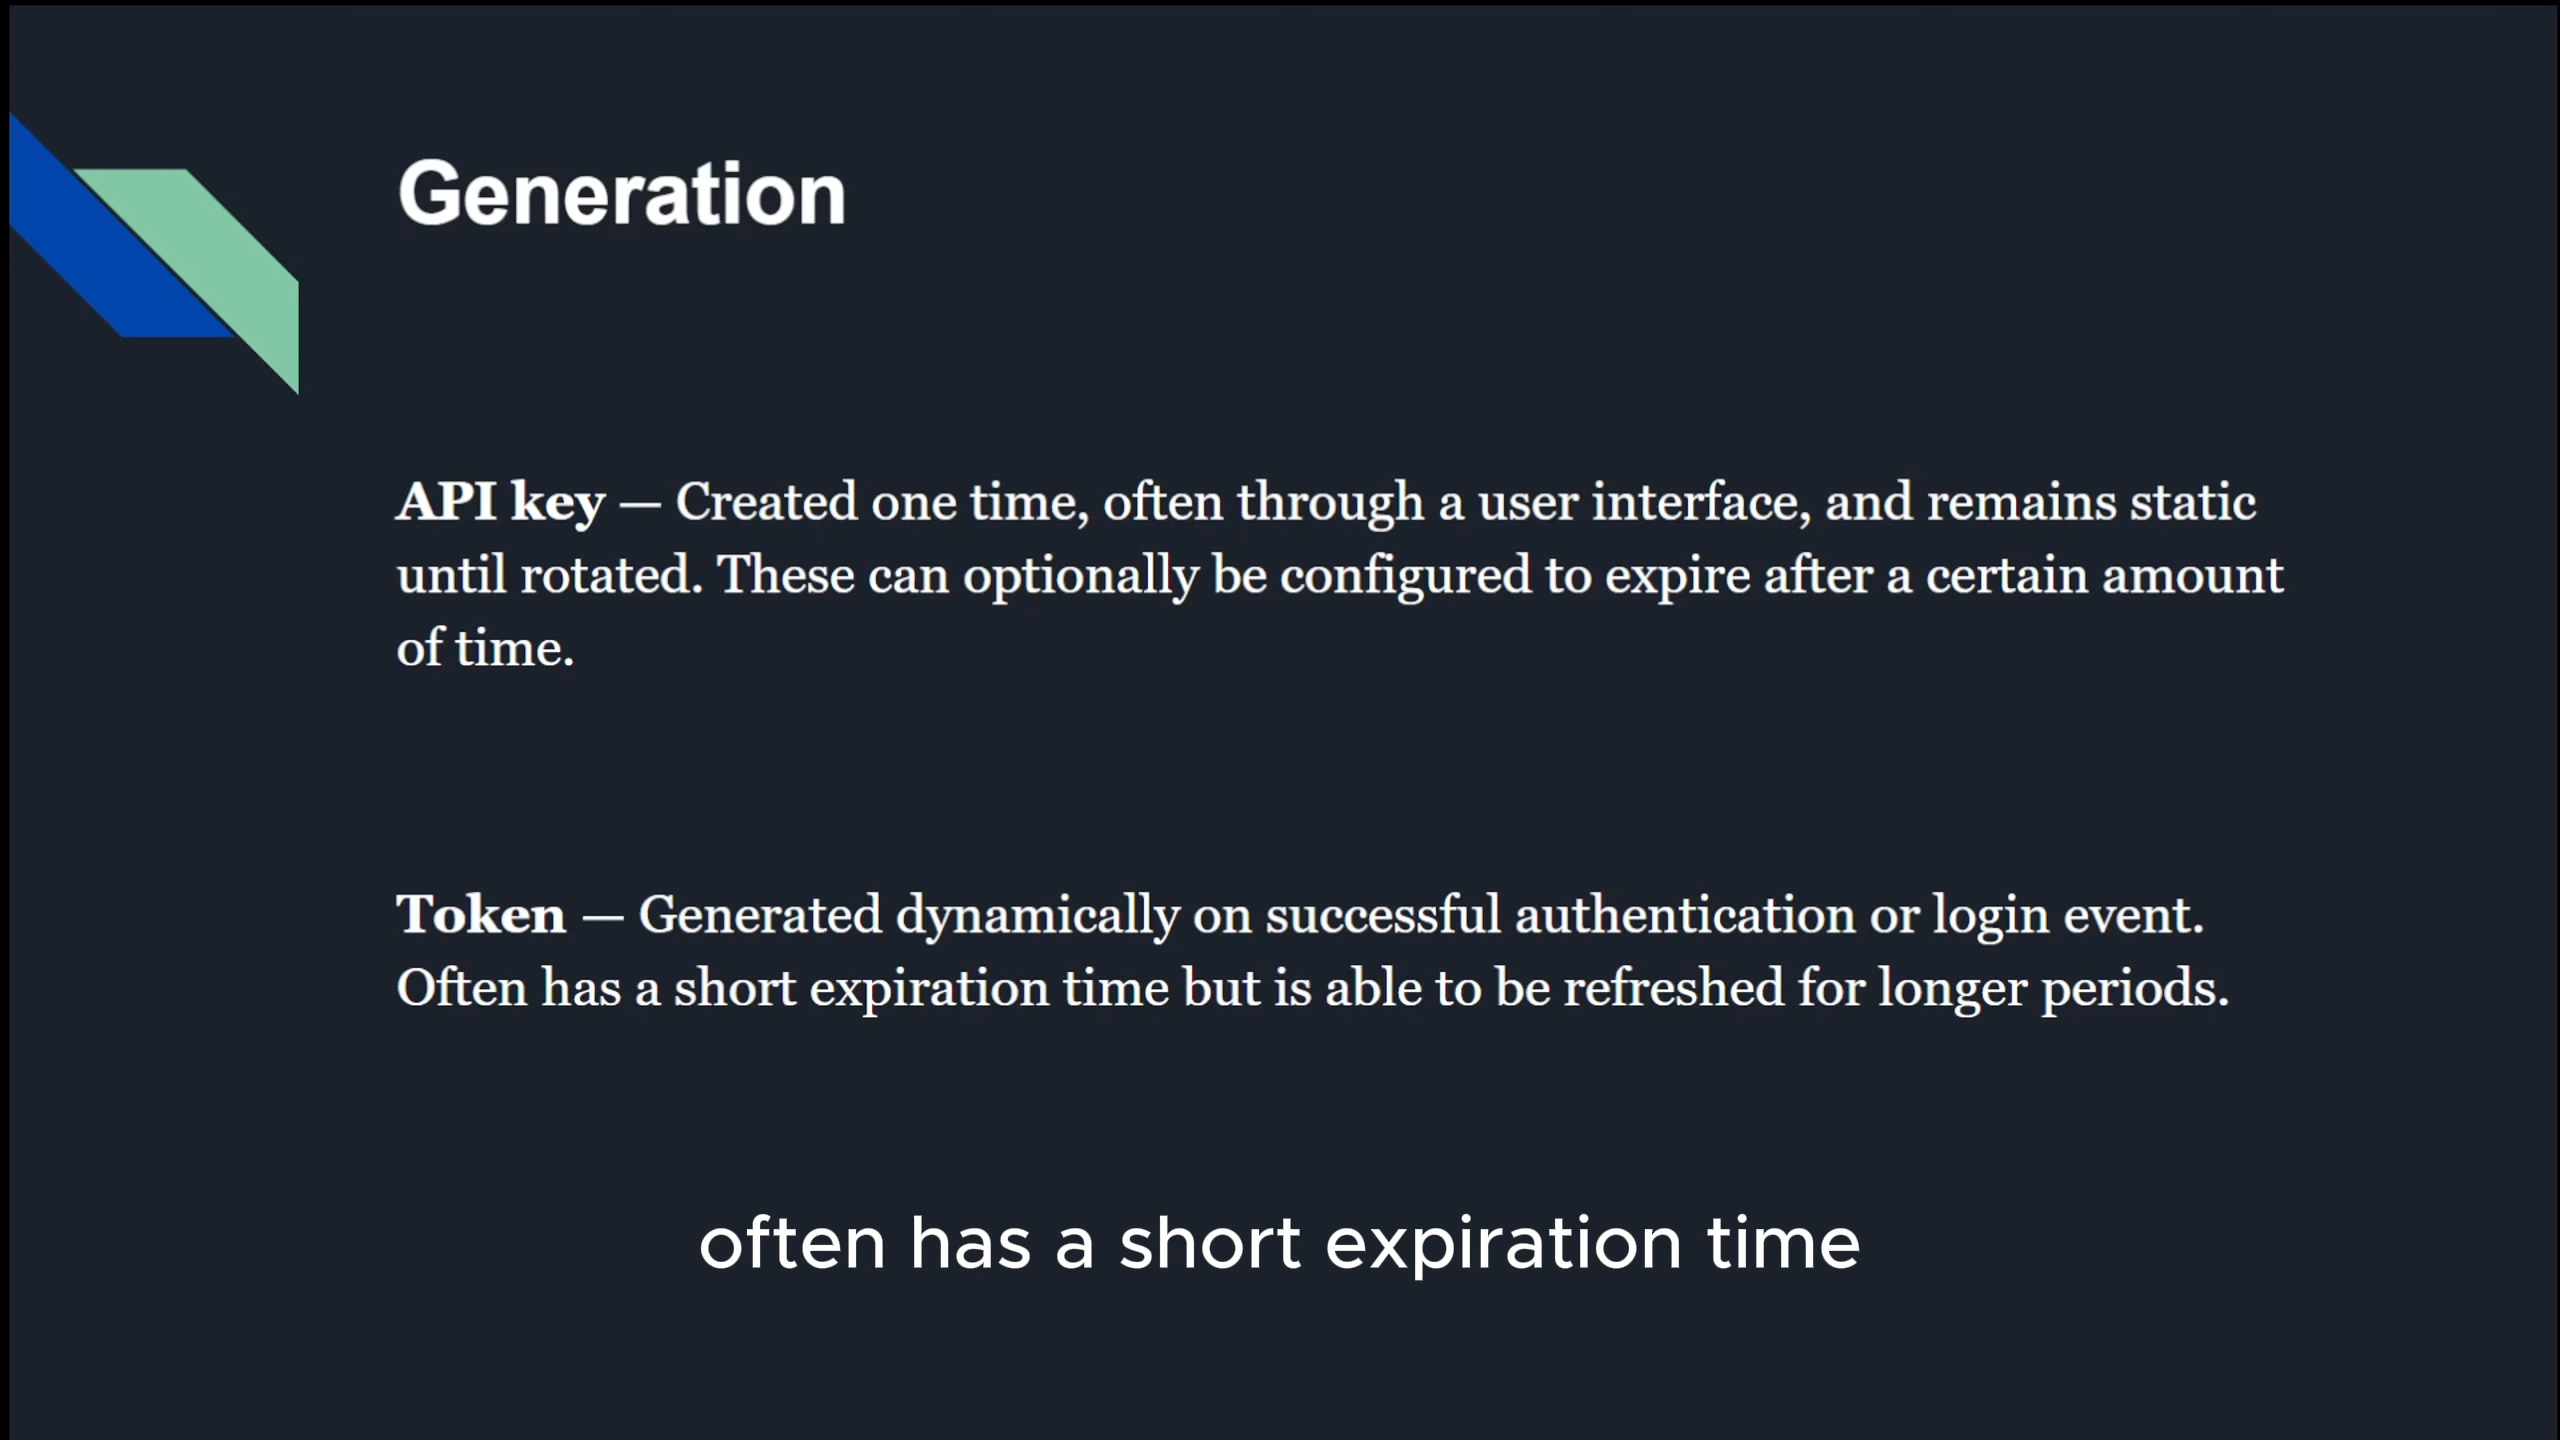 Generation
API key — Created one time, often through a user interface, and remains static
until rotated. These can optionally be configured to expire after a certain amount
of time.
Token — Generated dynamically on successful authentication or login event.
Often has a short expiration time but is able to be refreshed for longer periods.
often has a short expiration time